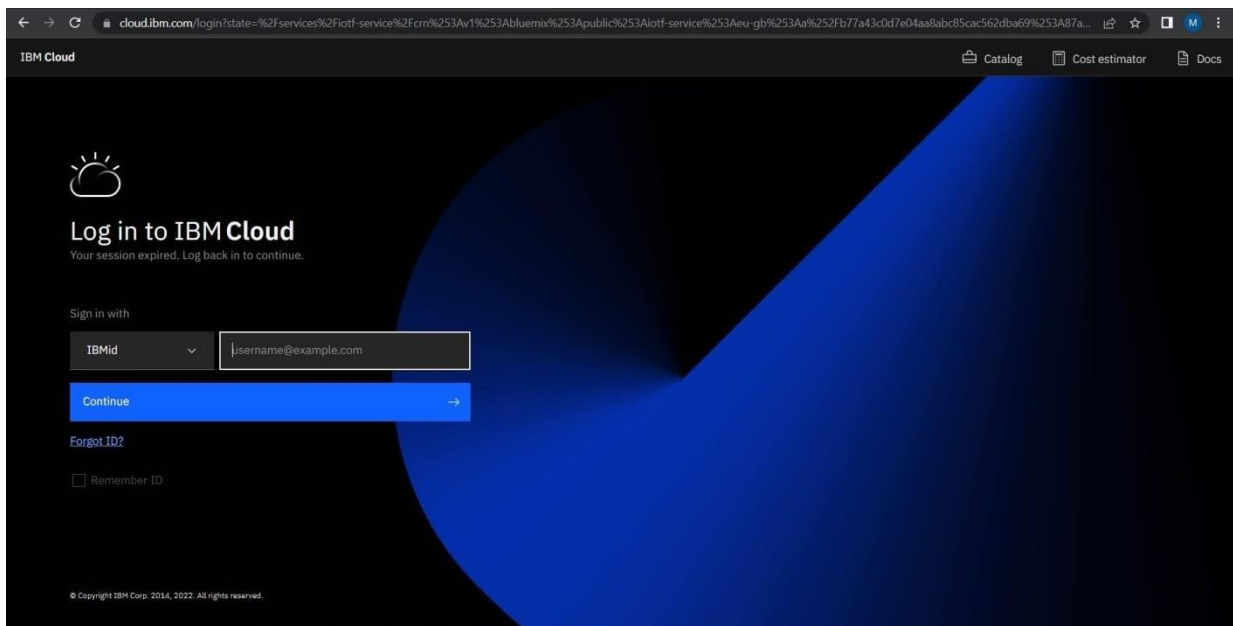 cloud.ibm.com/login?state=%2Fservices%2Fiotf-service%2Fcrn%253Av1%253Abluemix%253Apublic%253Aiotf-service%253Aeu-gb%253Aa%252Fb77a43c0d7e04aa8abc85cac562dba69%253A87a...
M
IBM Cloud
Catalog
Cost estimator
Docs
Log in to IBM Cloud
Your session expired. Log back in to continue.
Sign in with
IBMid
username@example.com
Continue
Forgot ID?
Remember ID
© Copyright IBM Corp. 2014, 2022. All rights reserved.